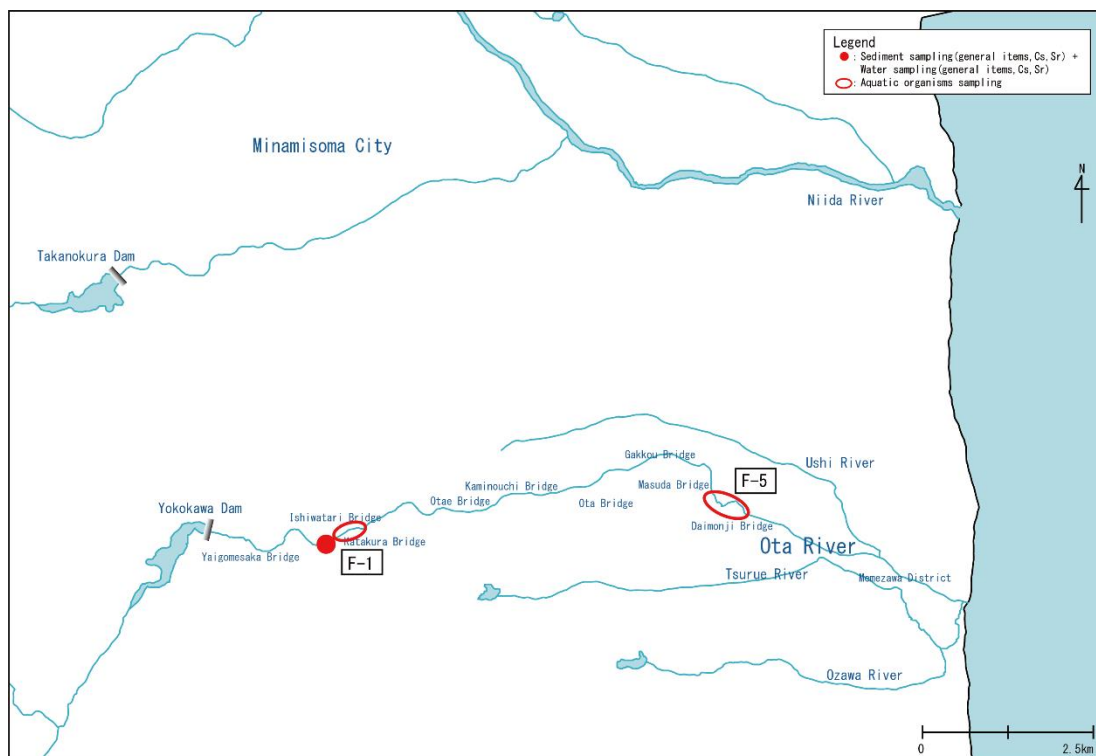 Legend
: Sediment sampling(general items,Cs,Sr) +
Water sampling(general items,Cs,Sr)
: Aquatic organisms sampling
Minamisoma City
N
Niida River
Takanokura Dam
Gakkou Bridge
Ushi River
Kaminouchi Bridge
Masuda Bridge
F-5
Otae Bridge
Ota Bridge
Yokokawa Dam
Ishiwatari Bridge
Daimonji Bridge
Katakura Bridge
Ota River
Yaigomesaka Bridge
F-1
Tsurue River
Memezawa District
Ozawa River
0
2.5km